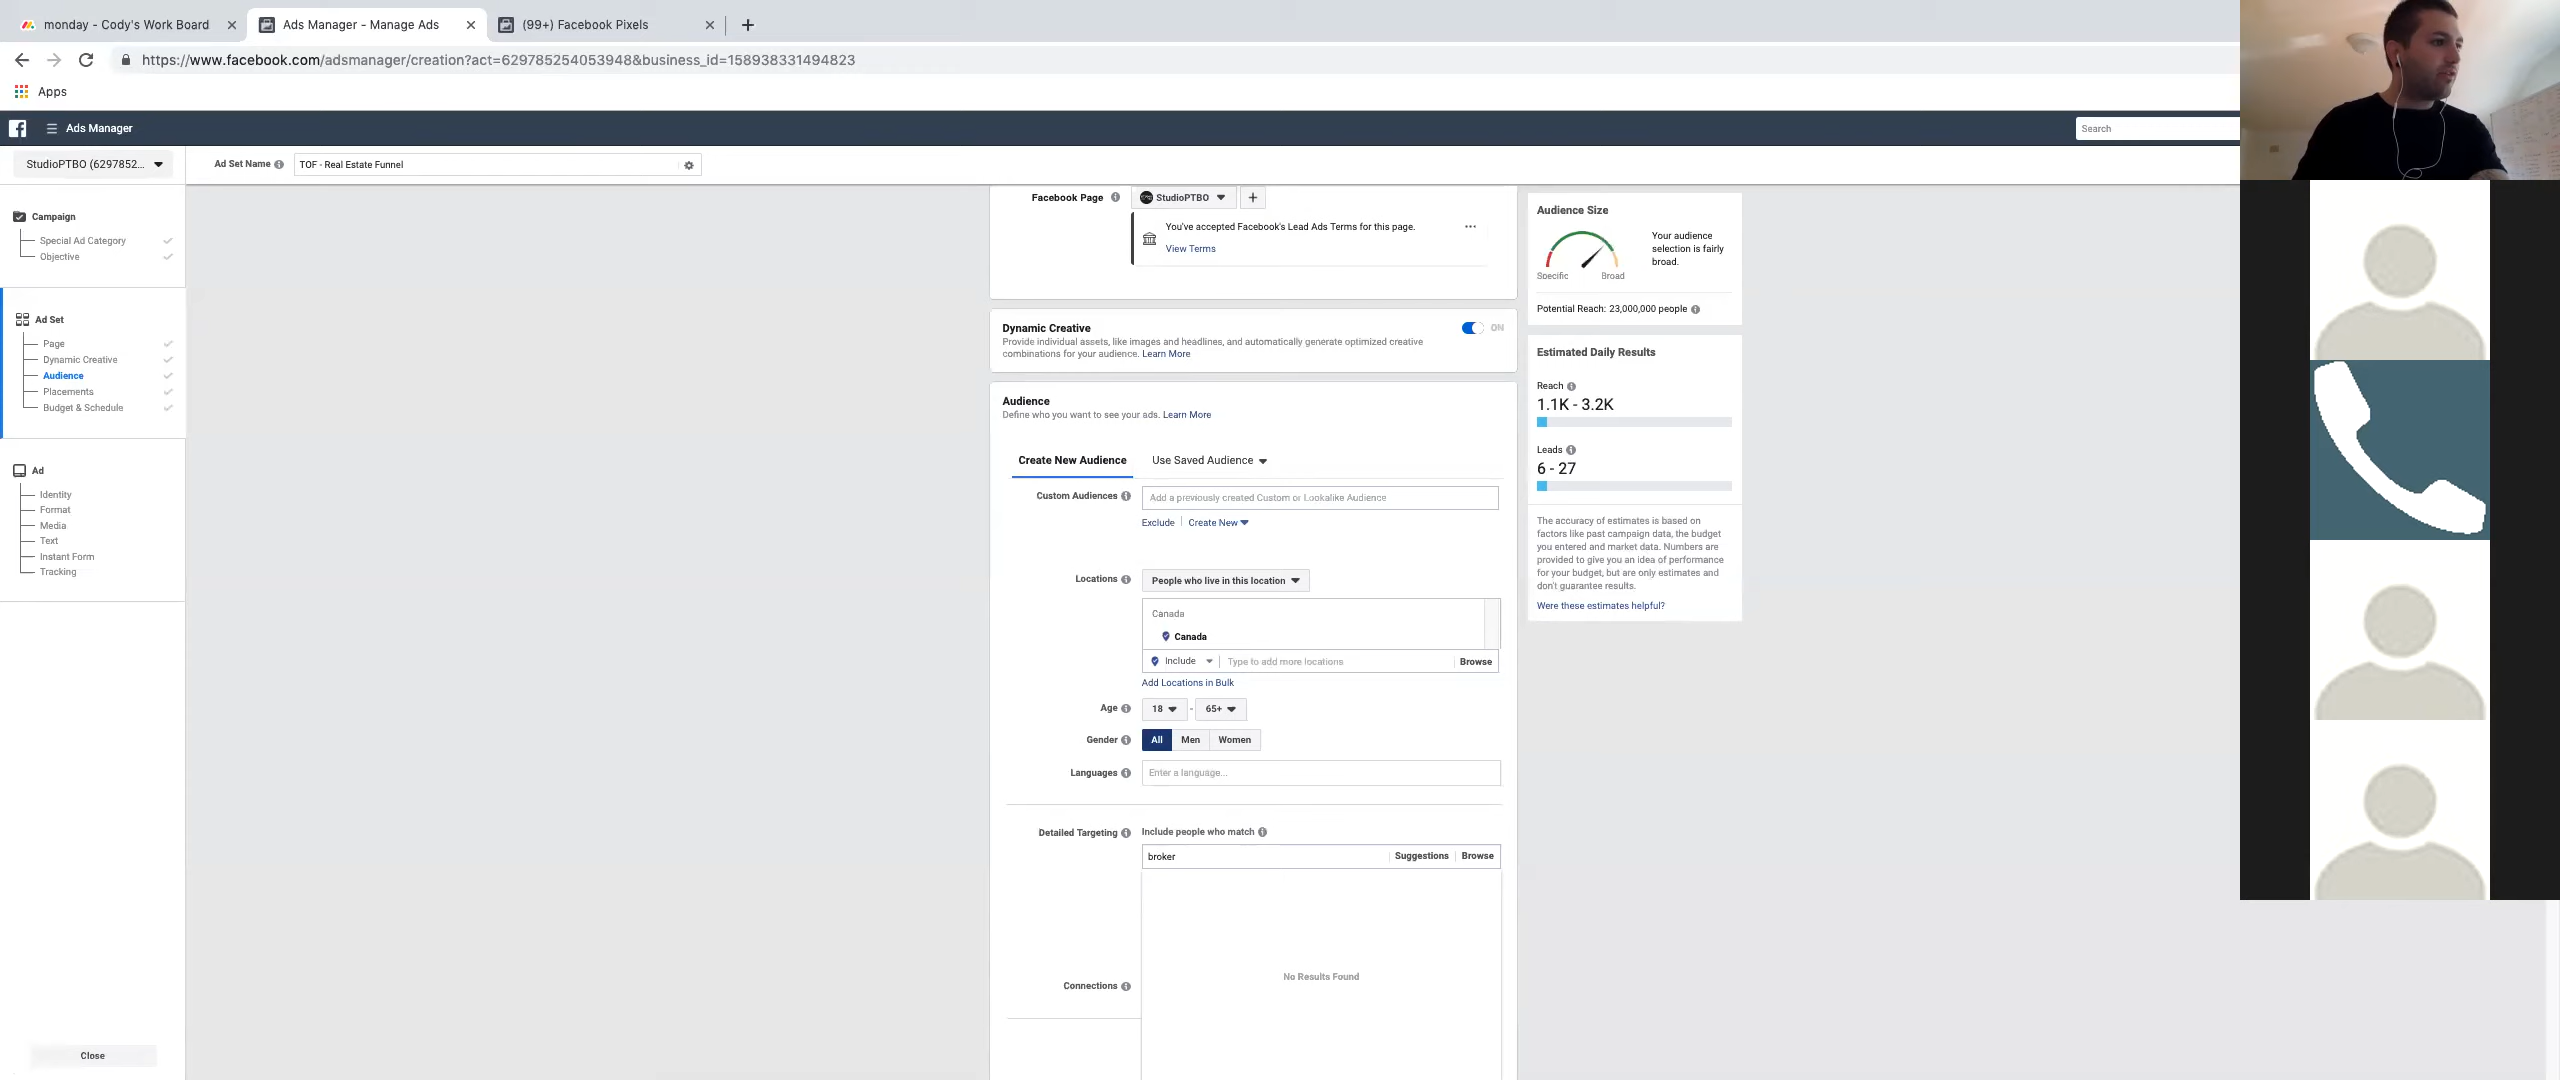 monday - Cody's Work Board
Ads Manager - Manage Ads
(99+) Facebook Pixels
https://www.facebook.com/adsmanager/creation?act=629785254053948&business_id=158938331494823
Apps
Ads Manager
Search
StudioPTBO (6297852...
Ad Set Name
TOF - Real Estate Funnel
Campaign
Special Ad Category
Objective
Ad Set
Page
Dynamic Creative
Audience
Placements
Budget & Schedule
Ad
Identity
Format
Media
Text
Instant Form
Tracking
Close
Facebook Page
StudioPTBO
You've accepted Facebook's Lead Ads Terms for this page.
View Terms
Dynamic Creative
ON
Provide individual assets, like images and headlines, and automatically generate optimized creative
combinations for your audience. Learn More
Audience
Define who you want to see your ads. Learn More
Create New Audience
Use Saved Audience
Custom Audiences
Add a previously created Custom or Lookalike Audience
Exclude
Create New
Locations
People who live in this location
Canada
Canada
Include
Type to add more locations
Browse
Add Locations in Bulk
Age
18 - 65+
Gender
All
Men
Women
Languages
Enter a language...
Detailed Targeting
Include people who match
broker
Suggestions
Browse
No Results Found
Connections
Audience Size
Your audience
selection is fairly
broad.
Specific
Broad
Potential Reach: 23,000,000 people
Estimated Daily Results
Reach
1.1K - 3.2K
Leads
6 - 27
The accuracy of estimates is based on
factors like past campaign data, the budget
you entered and market data. Numbers are
provided to give you an idea of performance
for your budget, but are only estimates and
don't guarantee results.
Were these estimates helpful?